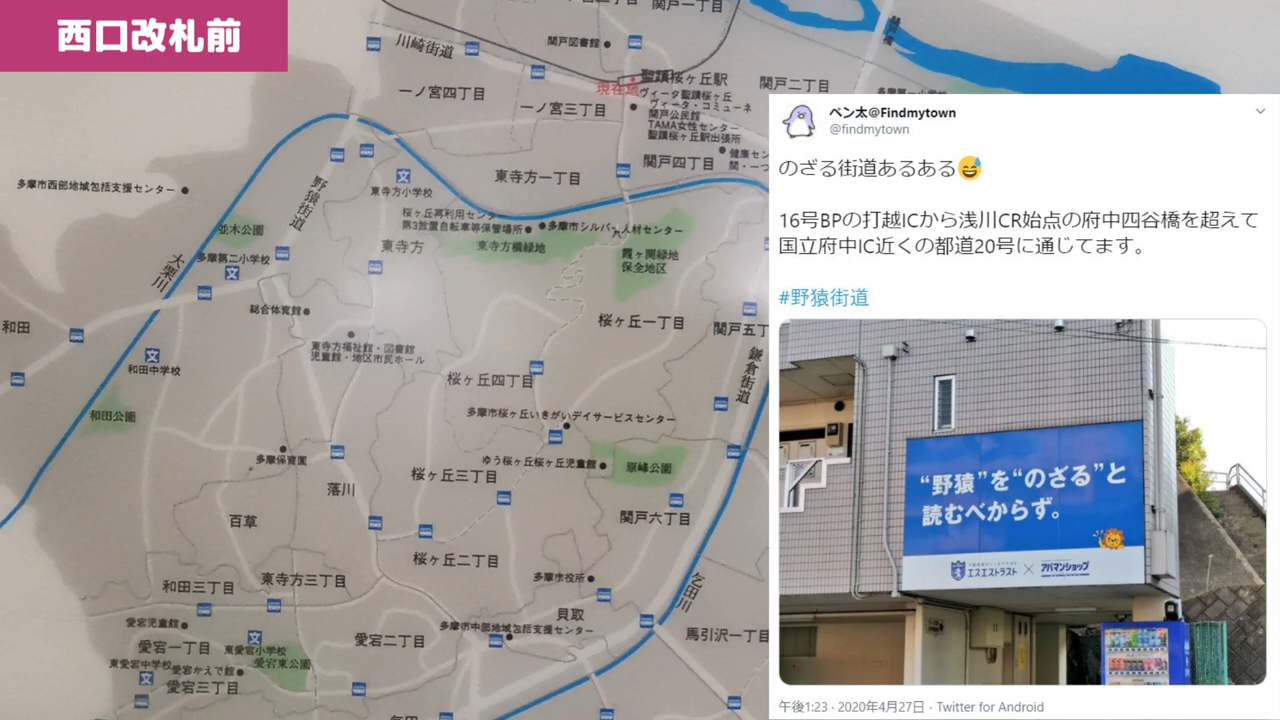 西口改札前
関戸一丁目
川崎街道
関戸図書館
聖蹟桜ヶ丘駅
現在地
関戸橋
関戸二丁目
一ノ宮四丁目
一ノ宮三丁目
ヴィータ聖蹟桜ヶ丘
ヴィータ・コミューネ
関戸公民館
TAMA女性センター
聖蹟桜ヶ丘駅出張所
関戸四丁目
多摩市西部地域包括支援センター
東寺方小学校
東寺方一丁目
野猿街道
桜ヶ丘再利用センター
第3放置自転車等保管場所
多摩市シルバー人材センター
並木公園
東寺方
東寺方橋緑地
霞ヶ関緑地
保全地区
多摩第二小学校
大栗川
総合体育館
和田
桜ヶ丘一丁目
関戸五丁
東寺方福祉館・図書館
児童館・地区市民ホール
和田中学校
鎌倉街道
桜ヶ丘四丁目
和田公園
多摩市桜ヶ丘いきがいデイサービスセンター
多摩保育園
ゆう桜ヶ丘桜ヶ丘児童館
原峰公園
桜ヶ丘三丁目
落川
百草
関戸六丁目
桜ヶ丘二丁目
和田三丁目
東寺方三丁目
多摩市役所
乞田川
貝取
愛宕児童館
多摩市中部地域包括支援センター
馬引沢一丁目
愛宕一丁目
東愛宕小学校
愛宕二丁目
東愛宕中学校
愛宕かえで館
愛宕東公園
愛宕三丁目
ペン太@Findmytown
@findmytown
のざる街道あるある😅
16号BPの打越ICから浅川CR始点の府中四谷橋を超えて
国立府中IC近くの都道20号に通じてます。
#野猿街道
“野猿”を“のざる”と
読むべからず。
エスエストラスト × アパマンショップ
午後1:23 · 2020年4月27日 · Twitter for Android